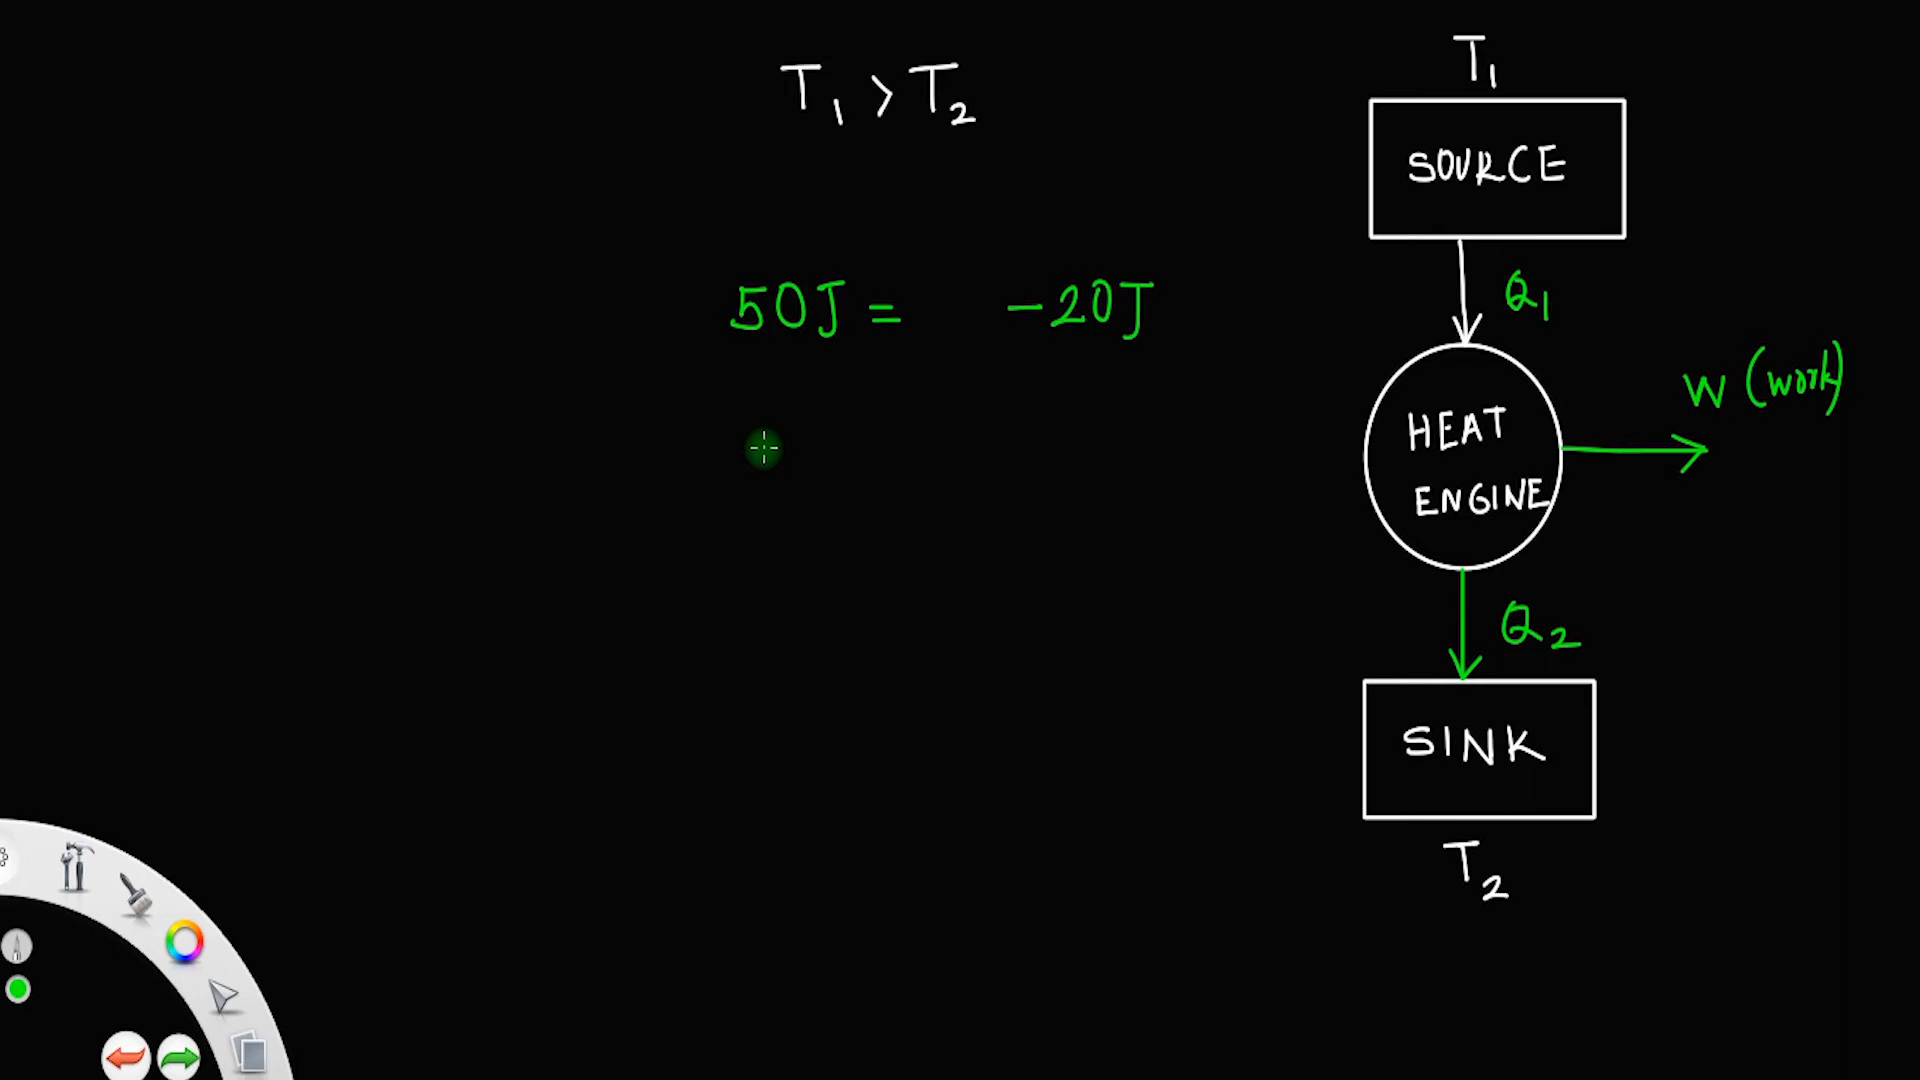 T₁ > T₂
50J = -20J
T₁
SOURCE
Q₁
W (work)
HEAT
ENGINE
Q₂
SINK
T₂